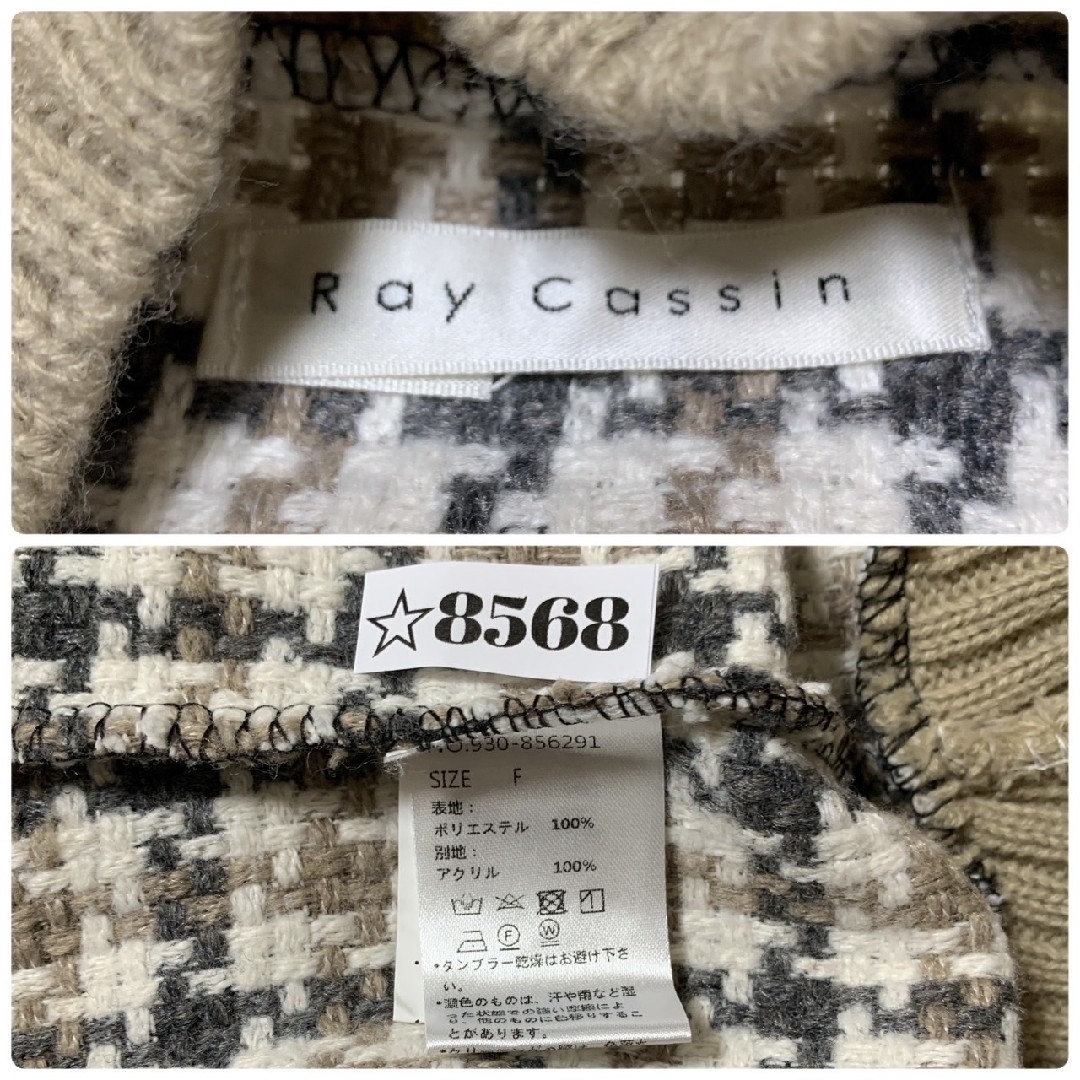 Ray Cassin
☆8568
.O.930-856291
SIZE F
表地：
ポリエステル 100%
別地：
アクリル 100%
F W
・タンブラー乾燥はお避け下さ
い。
・濃色のものは、汗や雨など湿
った状態での強い摩擦によ
り、他のものに色移りするこ
とがあります。